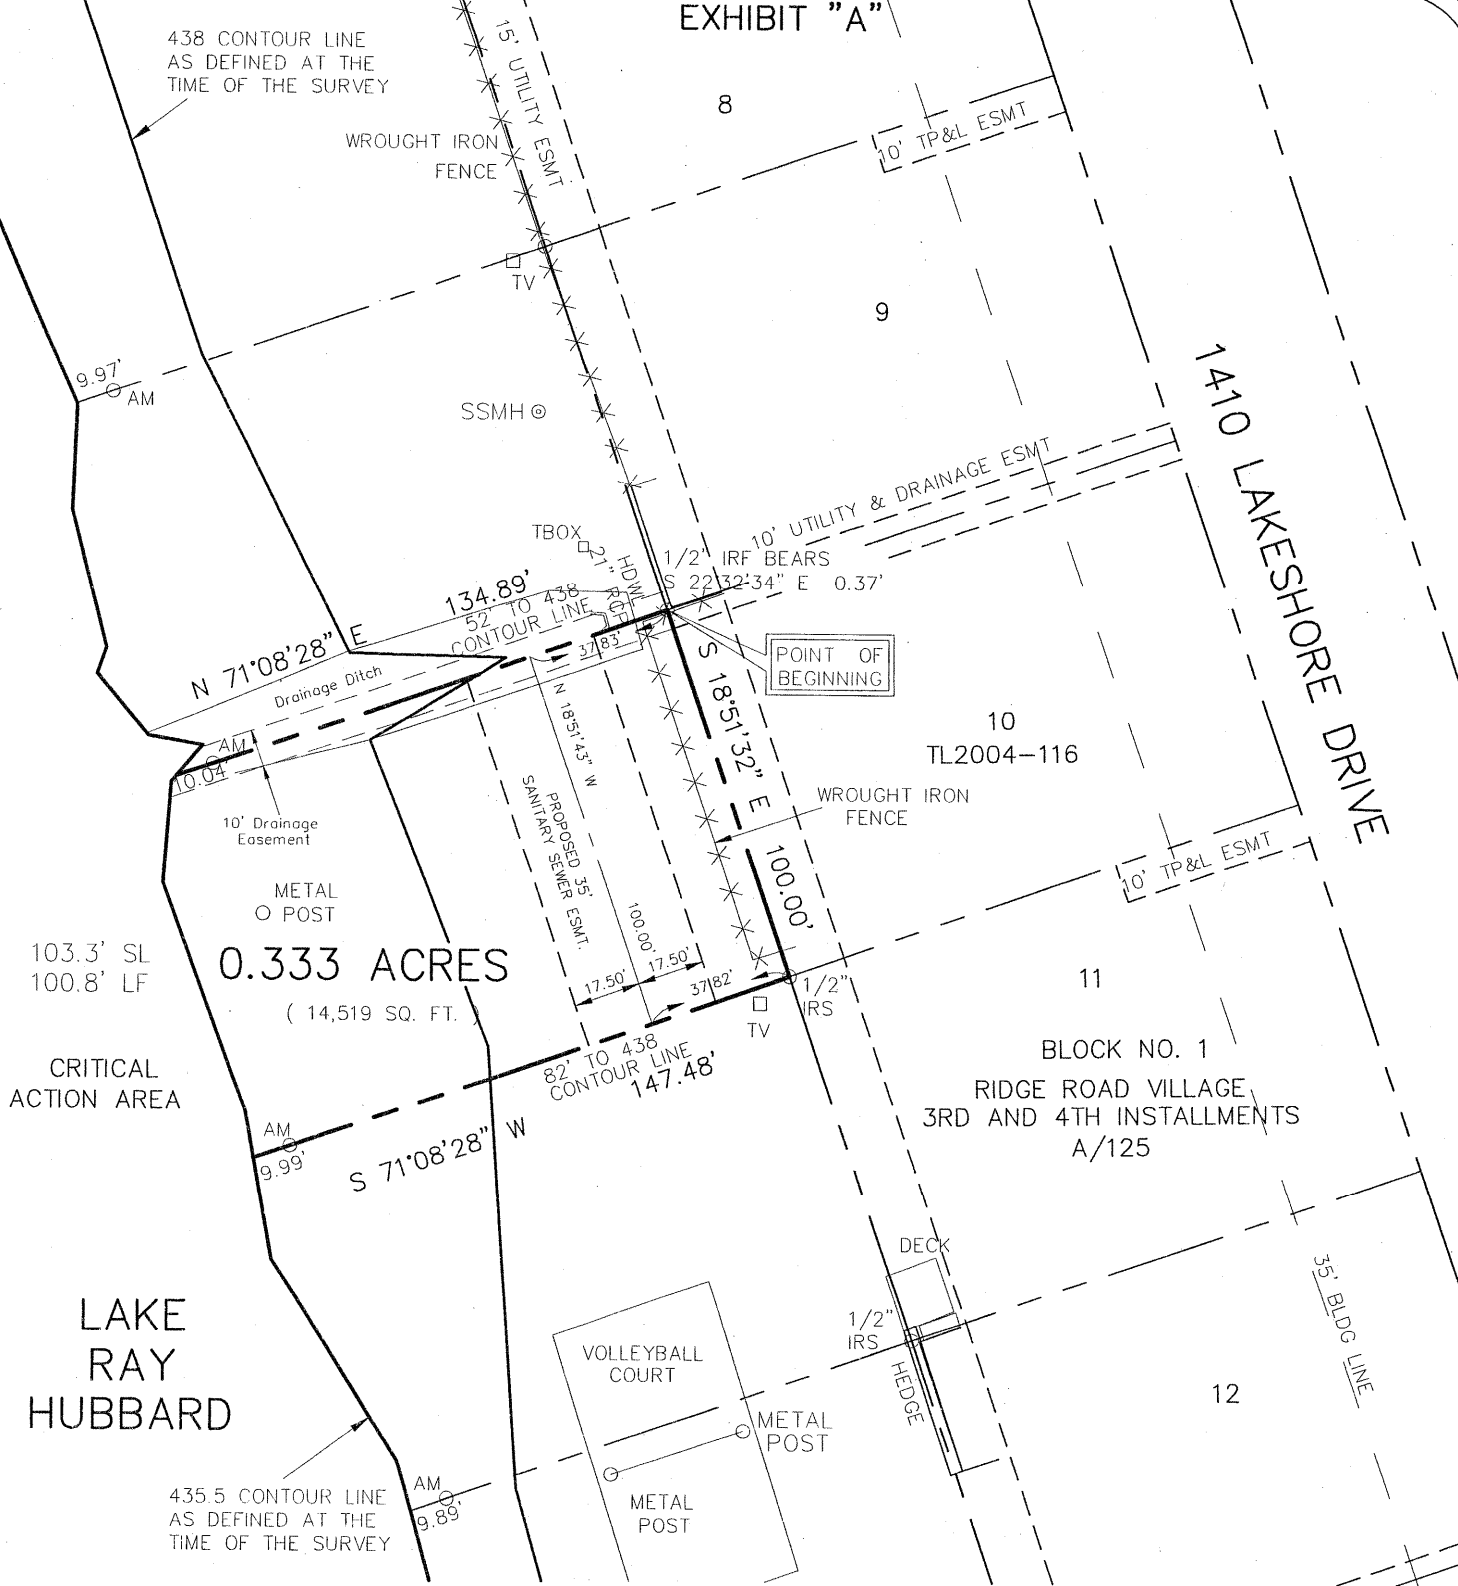 EXHIBIT "A"
438 CONTOUR LINE
AS DEFINED AT THE
TIME OF THE SURVEY
15' UTILITY ESMT
WROUGHT IRON
FENCE
8
10' TP&L ESMT
TV
9.97'
AM
9
SSMH
1410 LAKESHORE DRIVE
10' UTILITY & DRAINAGE ESMT
TBOX
21" RCP
HDWL
1/2" IRF BEARS
S 22°32'34" E 0.37'
134.89'
52' TO 438
CONTOUR LINE
37.83'
N 71°08'28" E
Drainage Ditch
POINT OF
BEGINNING
S 18°51'32" E 100.00'
N 18°51'43" W
100.00'
10
TL2004-116
AM
10.04'
10' Drainage
Easement
PROPOSED 35'
SANITARY SEWER ESMT.
WROUGHT IRON
FENCE
10' TP&L ESMT
METAL
POST
103.3' SL
100.8' LF
0.333 ACRES
( 14,519 SQ. FT. )
17.50'
17.50'
37.82'
1/2"
IRS
TV
11
CRITICAL
ACTION AREA
82' TO 438
CONTOUR LINE
147.48'
S 71°08'28" W
AM
9.99'
BLOCK NO. 1
RIDGE ROAD VILLAGE
3RD AND 4TH INSTALLMENTS
A/125
DECK
1/2"
IRS
HEDGE
35' BLDG LINE
LAKE
RAY
HUBBARD
VOLLEYBALL
COURT
METAL
POST
12
METAL
POST
AM
9.89'
435.5 CONTOUR LINE
AS DEFINED AT THE
TIME OF THE SURVEY